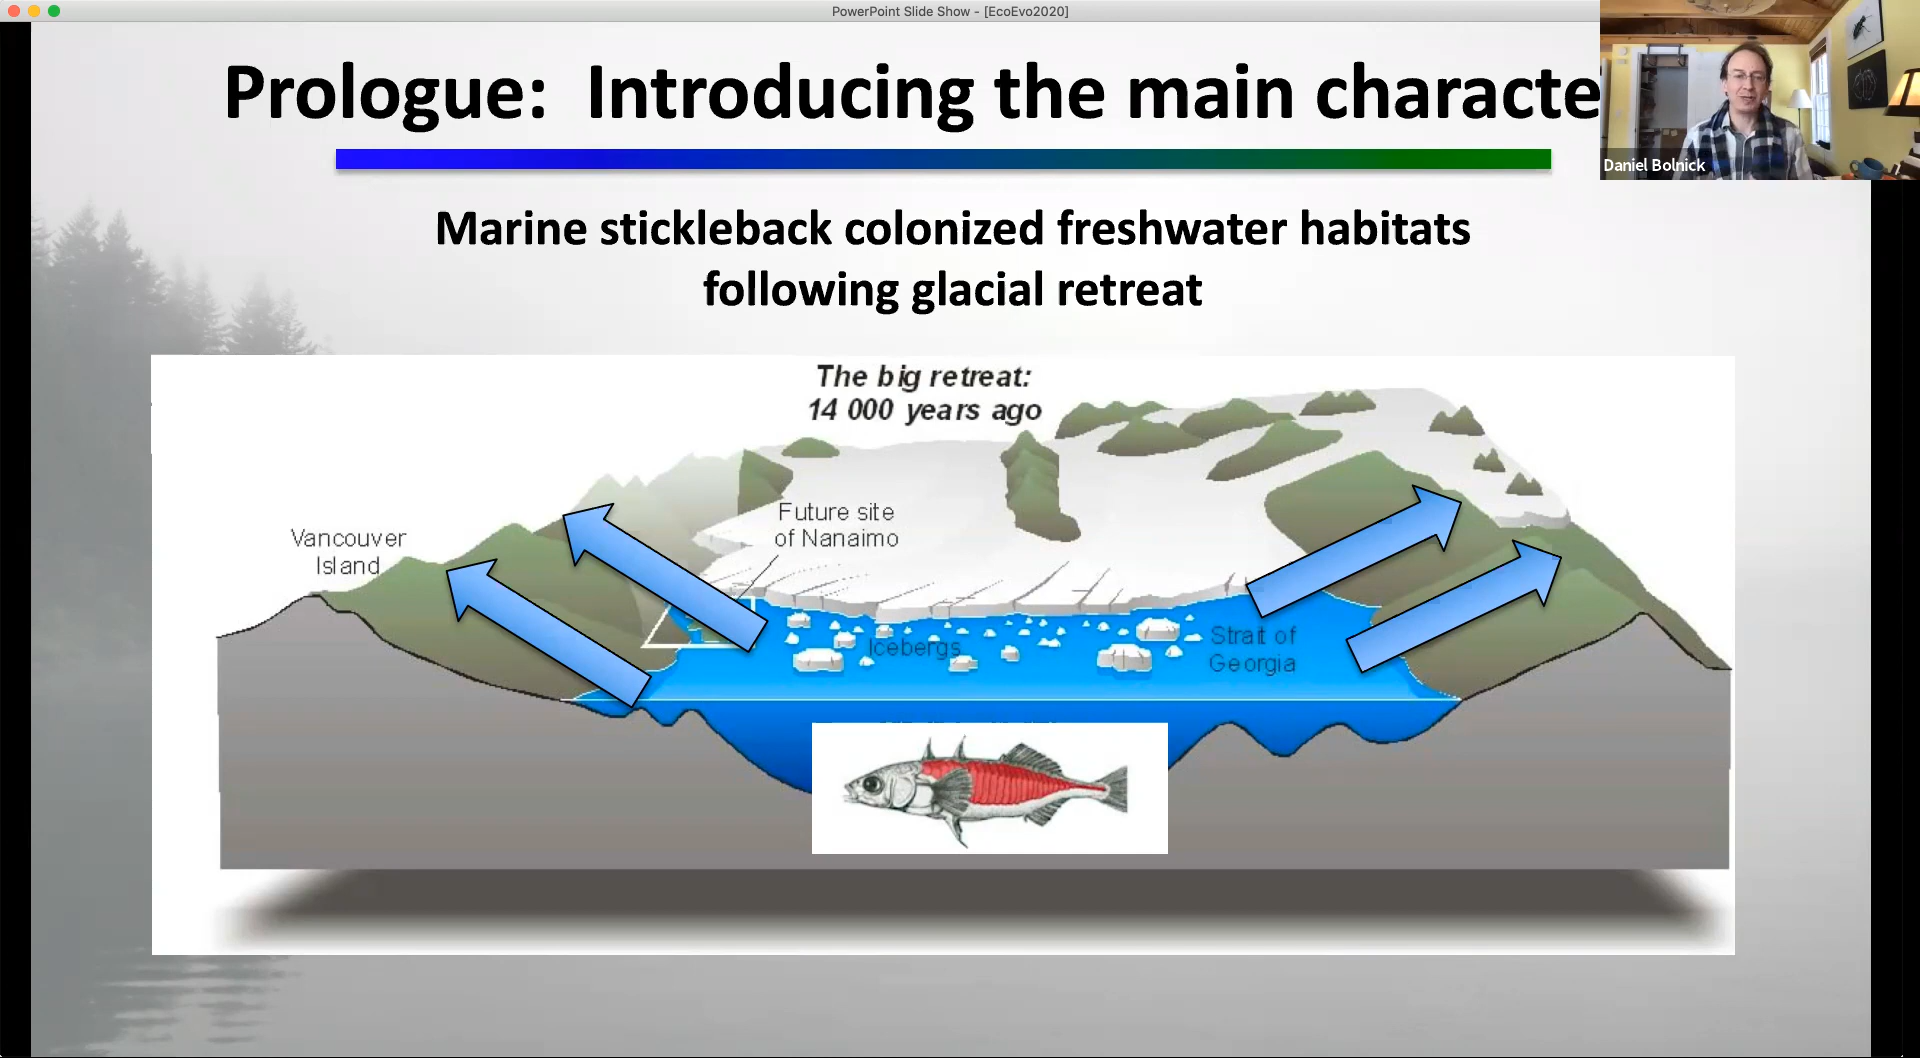 PowerPoint Slide Show - [EcoEvo2020]
Prologue:  Introducing the main characte
Daniel Bolnick
Marine stickleback colonized freshwater habitats
following glacial retreat
The big retreat:
14 000 years ago
Future site
of Nanaimo
Vancouver
Island
Icebergs
Strait of
Georgia